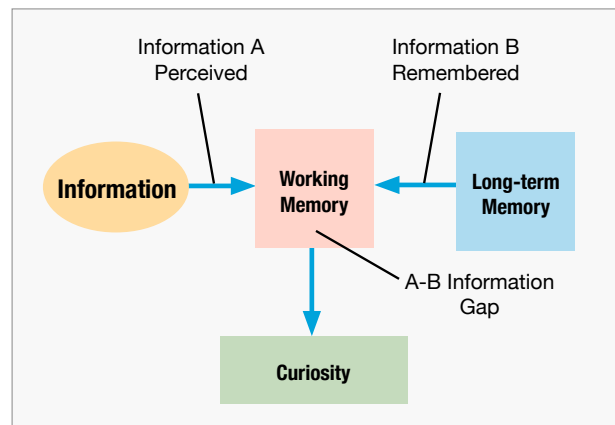 Information A
Perceived
Information B
Remembered
Information
Working
Memory
Long-term
Memory
A-B Information
Gap
Curiosity